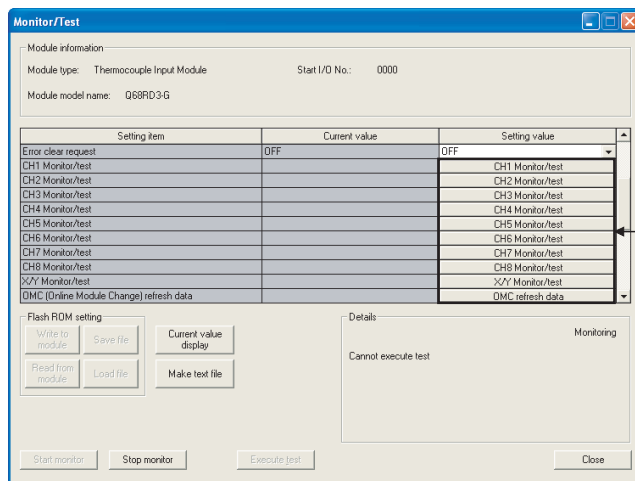 Monitor/Test
Module information
Module type: Thermocouple Input Module Start I/O No.: 0000
Module model name: Q68RD3-G
Setting item Current value Setting value
Error clear request OFF OFF
CH1 Monitor/test CH1 Monitor/test
CH2 Monitor/test CH2 Monitor/test
CH3 Monitor/test CH3 Monitor/test
CH4 Monitor/test CH4 Monitor/test
CH5 Monitor/test CH5 Monitor/test
CH6 Monitor/test CH6 Monitor/test
CH7 Monitor/test CH7 Monitor/test
CH8 Monitor/test CH8 Monitor/test
X/Y Monitor/test X/Y Monitor/test
OMC (Online Module Change) refresh data OMC refresh data
Flash ROM setting
Write to module
Save file
Read from module
Load file
Current value display
Make text file
Details
Monitoring
Cannot execute test
Start monitor Stop monitor Execute test Close